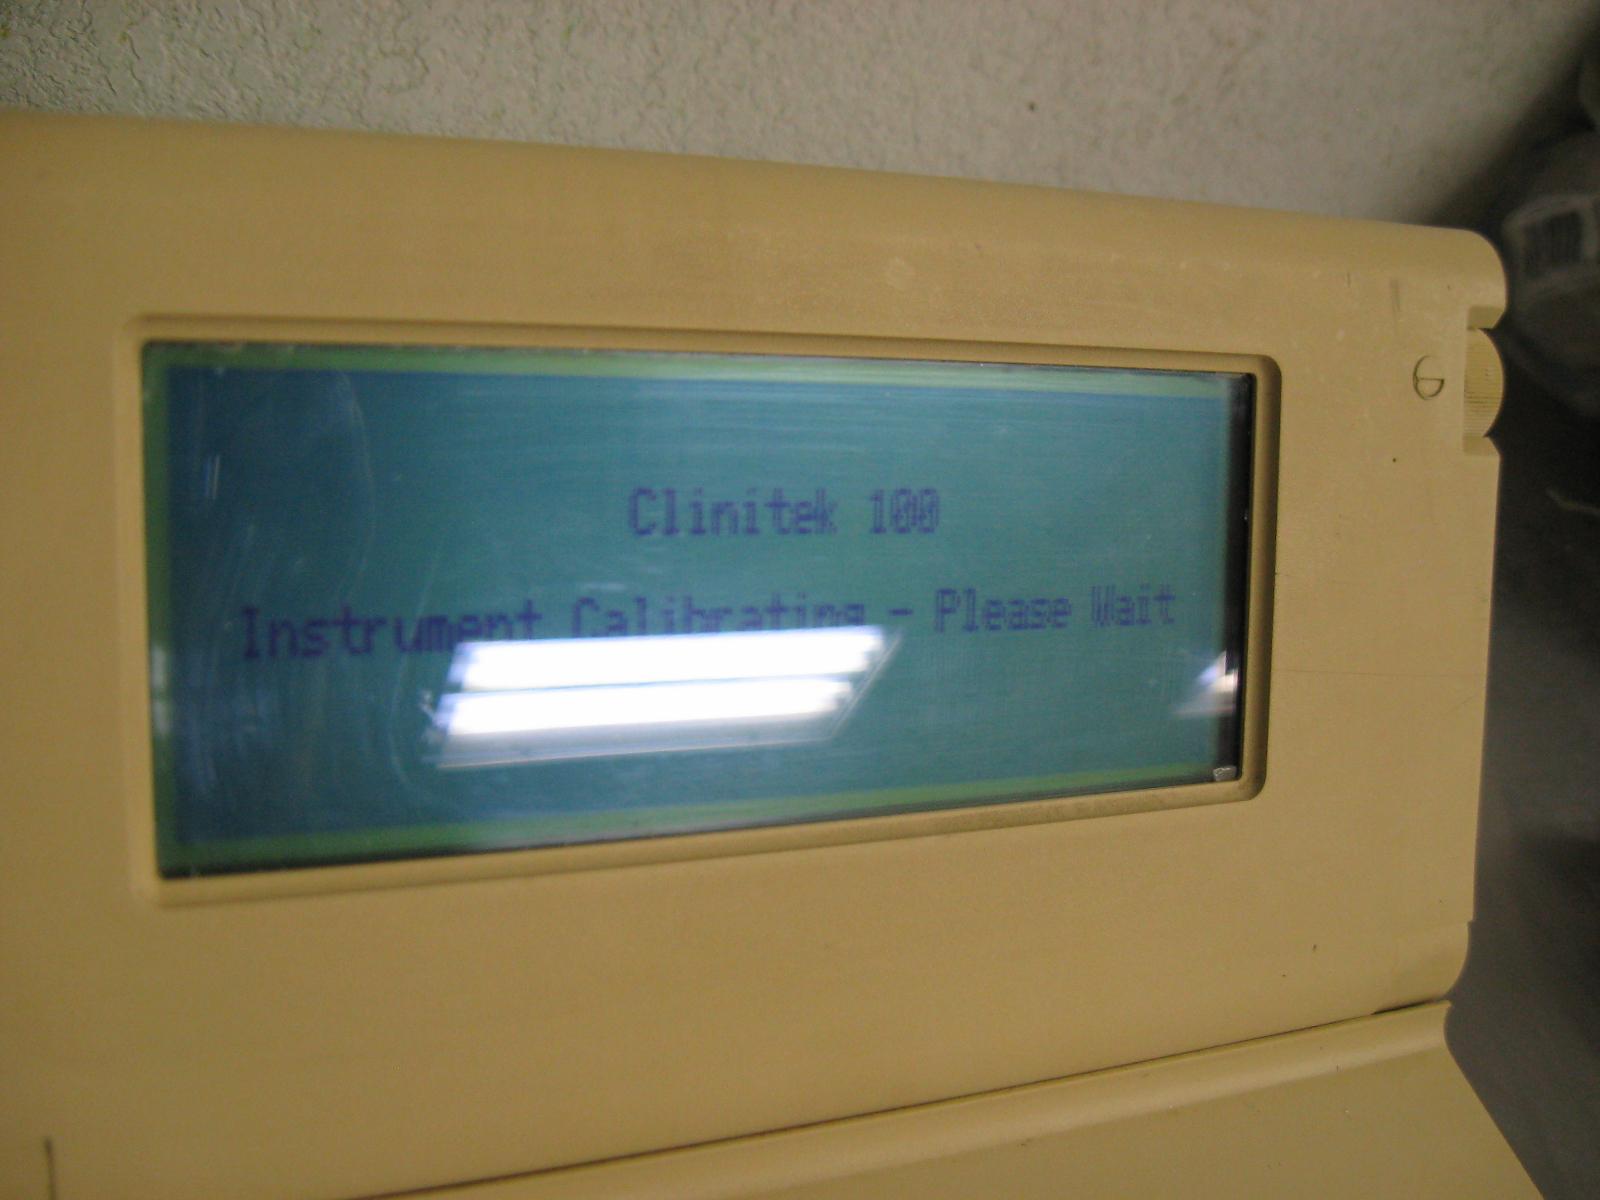 Clinitek 100
Instrument Calibrating - Please Wait